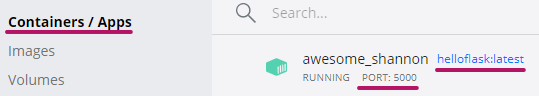 Containers / Apps
Images
Volumes
Search...
awesome_shannon helloflask:latest
RUNNING PORT: 5000